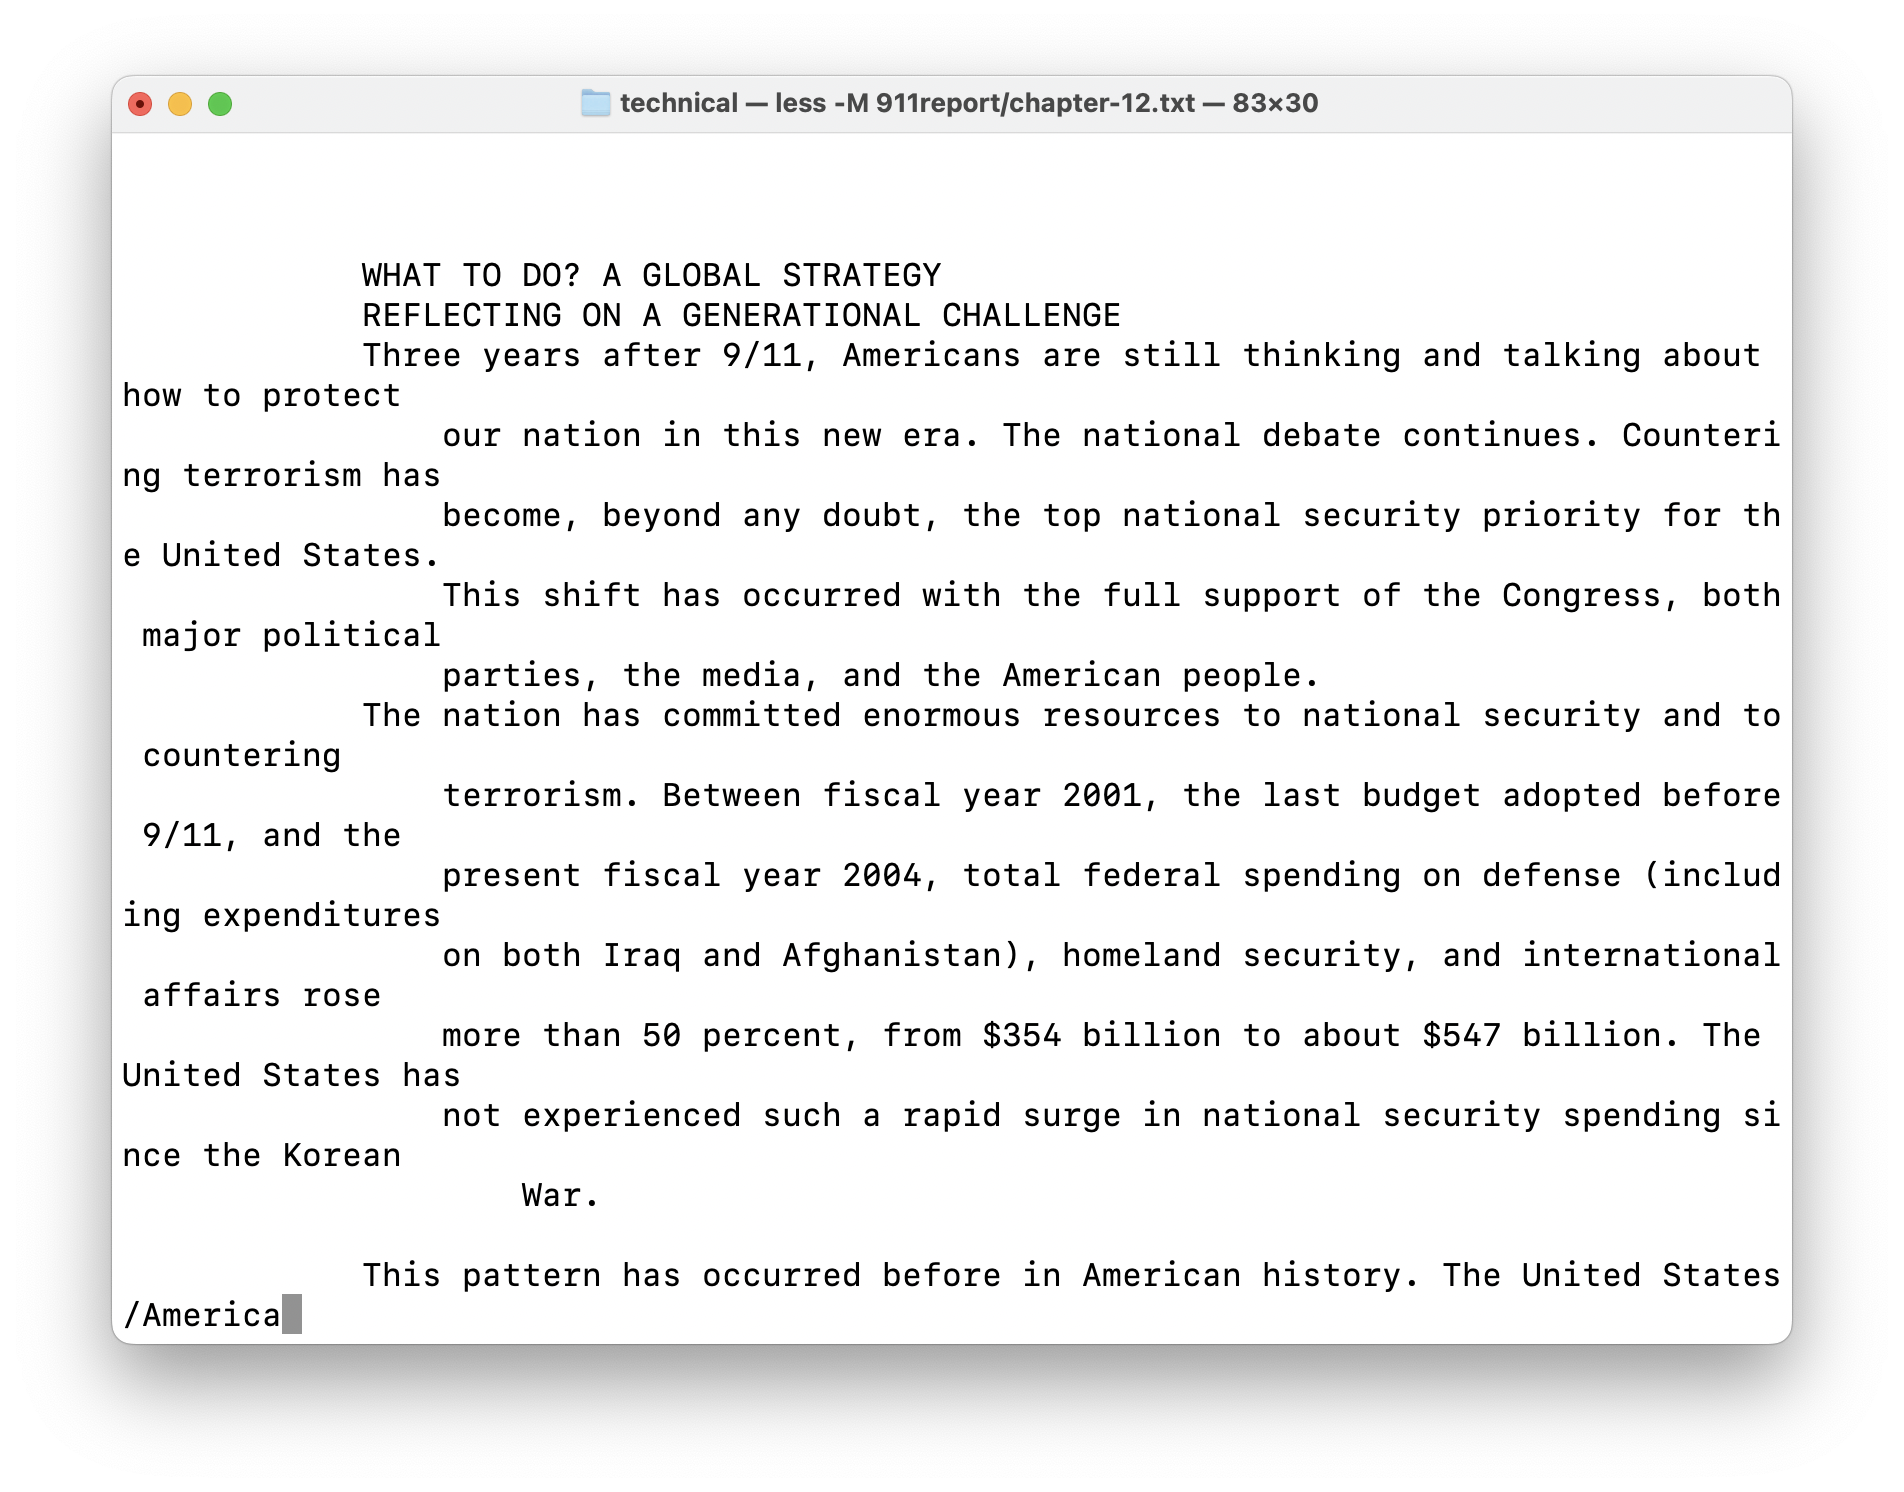 technical — less -M 911report/chapter-12.txt — 83×30
WHAT TO DO? A GLOBAL STRATEGY
REFLECTING ON A GENERATIONAL CHALLENGE
Three years after 9/11, Americans are still thinking and talking about
how to protect
our nation in this new era. The national debate continues. Counteri
ng terrorism has
become, beyond any doubt, the top national security priority for th
e United States.
This shift has occurred with the full support of the Congress, both
major political
parties, the media, and the American people.
The nation has committed enormous resources to national security and to
countering
terrorism. Between fiscal year 2001, the last budget adopted before
9/11, and the
present fiscal year 2004, total federal spending on defense (includ
ing expenditures
on both Iraq and Afghanistan), homeland security, and international
affairs rose
more than 50 percent, from $354 billion to about $547 billion. The
United States has
not experienced such a rapid surge in national security spending si
nce the Korean
War.
This pattern has occurred before in American history. The United States
/America